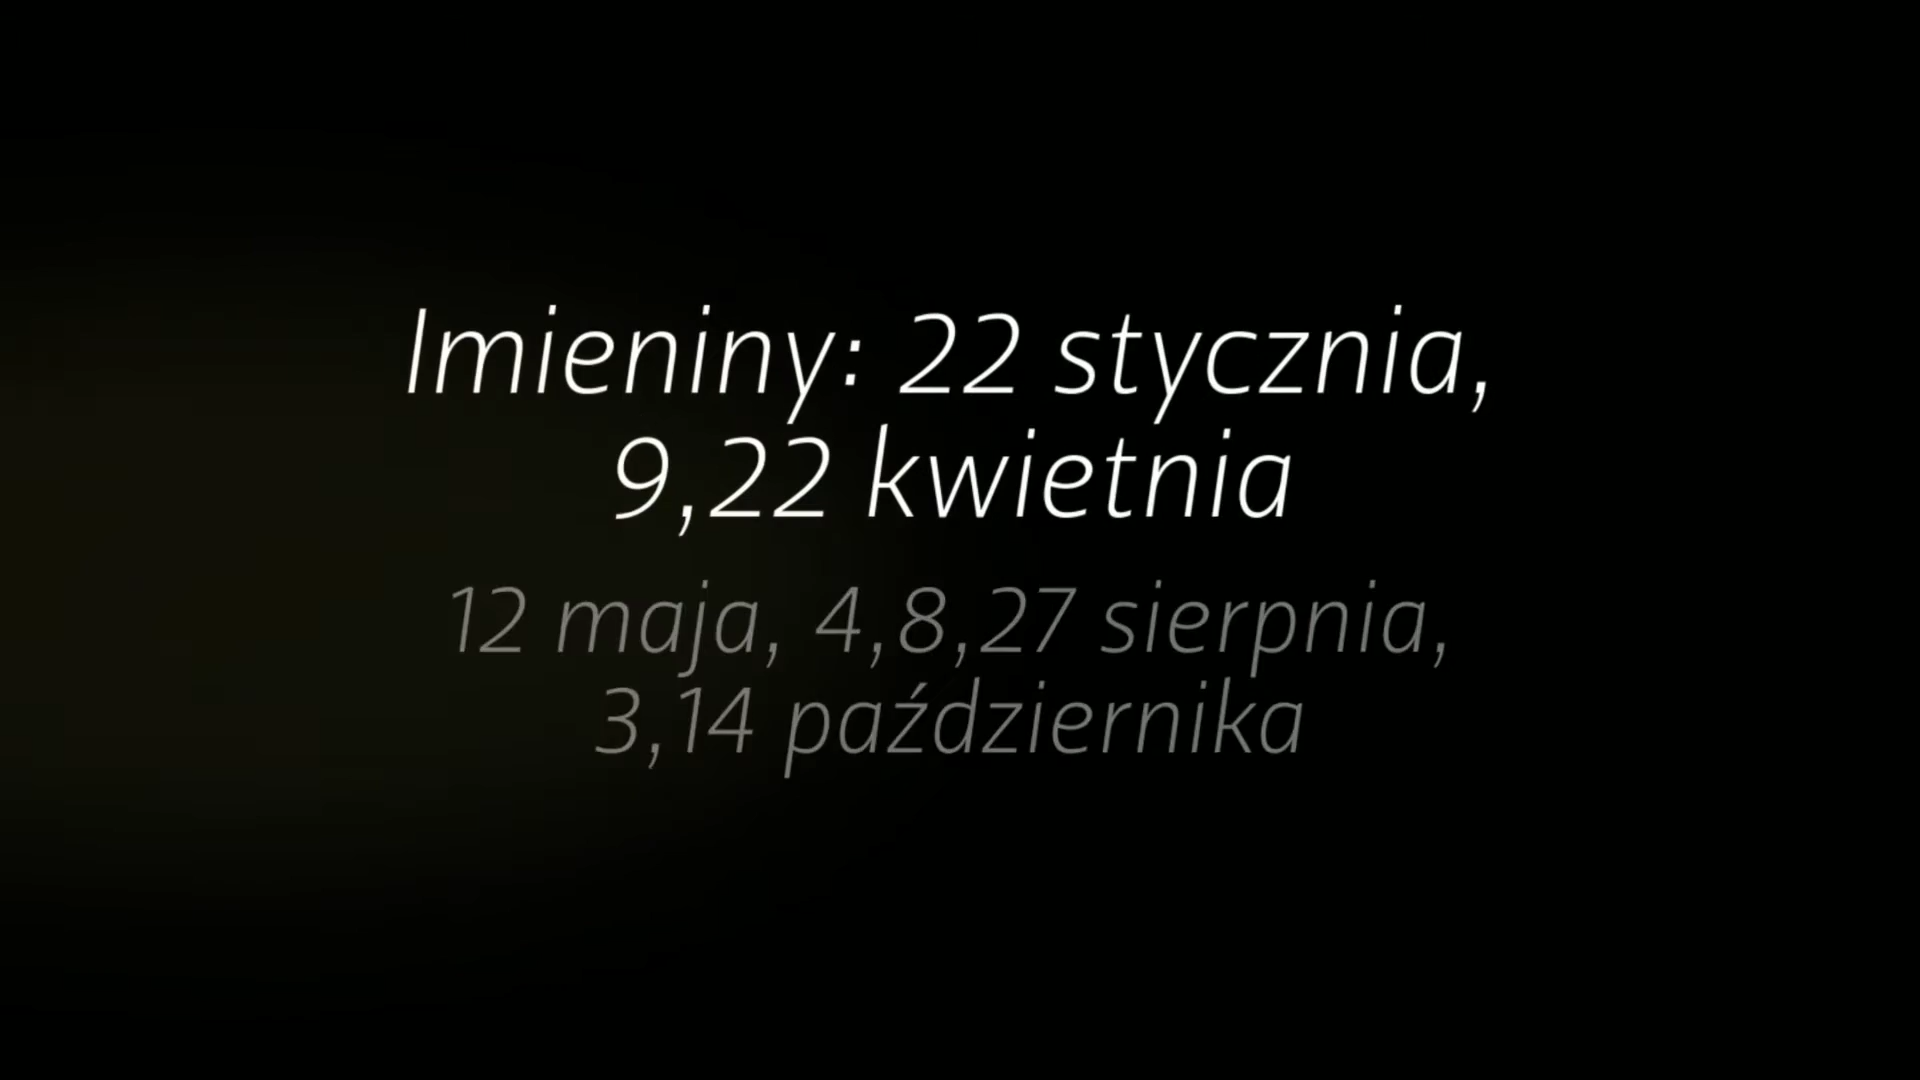 Imieniny: 22 stycznia,
9,22 kwietnia
12 maja, 4,8,27 sierpnia,
3,14 października